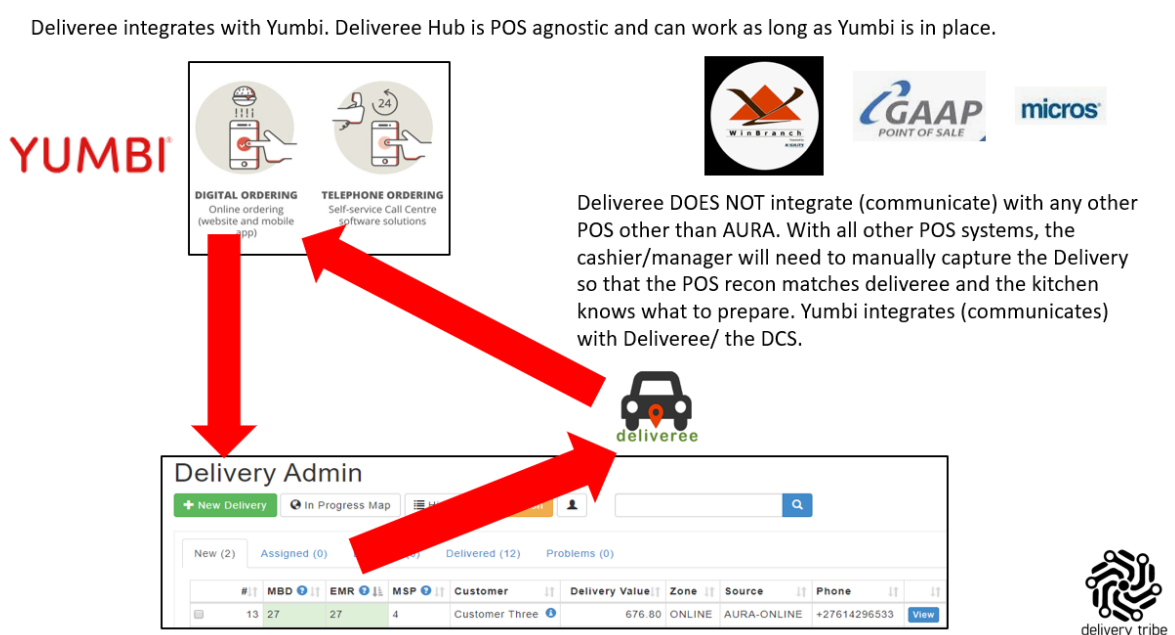 Deliveree integrates with Yumbi. Deliveree Hub is POS agnostic and can work as long as Yumbi is in place.
YUMBI
24
DIGITAL ORDERING
Online ordering
(website and mobile
app)
TELEPHONE ORDERING
Self-service Call Centre
software solutions
WinBranch
GAAP
POINT OF SALE
micros
Deliveree DOES NOT integrate (communicate) with any other
POS other than AURA. With all other POS systems, the
cashier/manager will need to manually capture the Delivery
so that the POS recon matches deliveree and the kitchen
knows what to prepare. Yumbi integrates (communicates)
with Deliveree/ the DCS.
deliveree
Delivery Admin
New Delivery In Progress Map
New (2) Assigned (0) Delivered (12) Problems (0)
# MBD EMR MSP Customer Delivery Value Zone Source Phone
13 27 27 4 Customer Three 676.80 ONLINE AURA-ONLINE +27614296533 View
delivery tribe